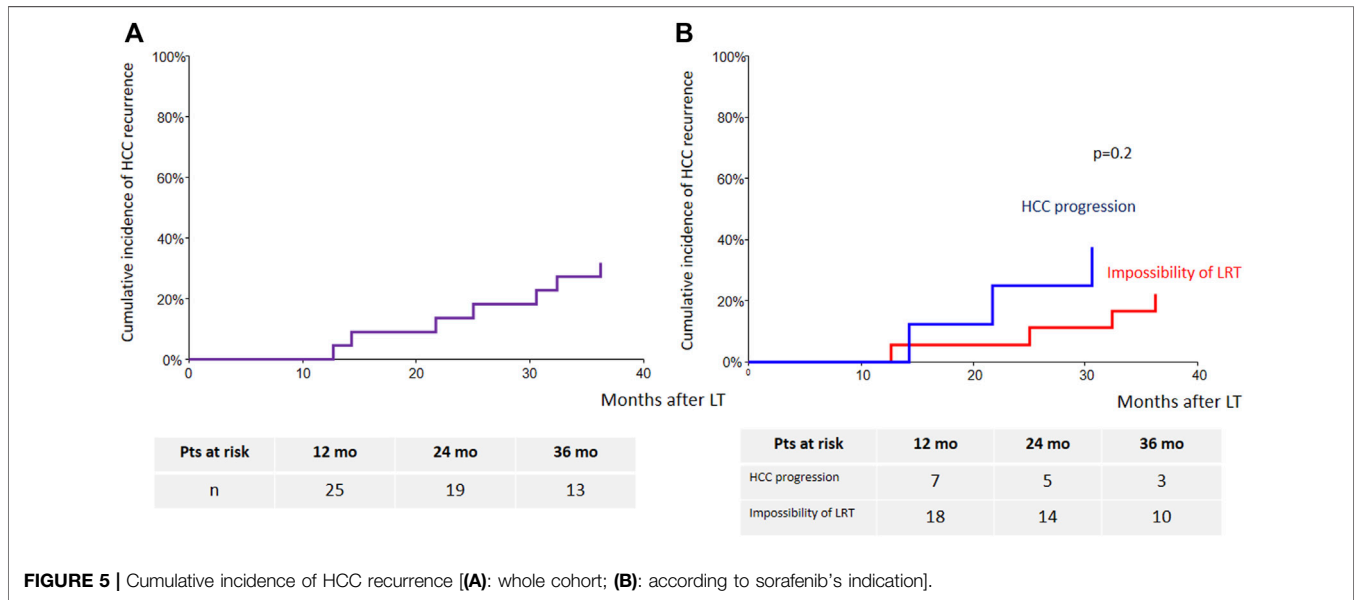 A
Cumulative incidence of HCC recurrence
100%
80%
60%
40%
20%
0%
0 10 20 30 40
Months after LT
Pts at risk 12 mo 24 mo 36 mo
n 25 19 13
B
Cumulative incidence of HCC recurrence
100%
80%
60%
40%
20%
0%
p=0.2
HCC progression
Impossibility of LRT
0 10 20 30 40
Months after LT
Pts at risk 12 mo 24 mo 36 mo
HCC progression 7 5 3
Impossibility of LRT 18 14 10
FIGURE 5 | Cumulative incidence of HCC recurrence [(A): whole cohort; (B): according to sorafenib's indication].